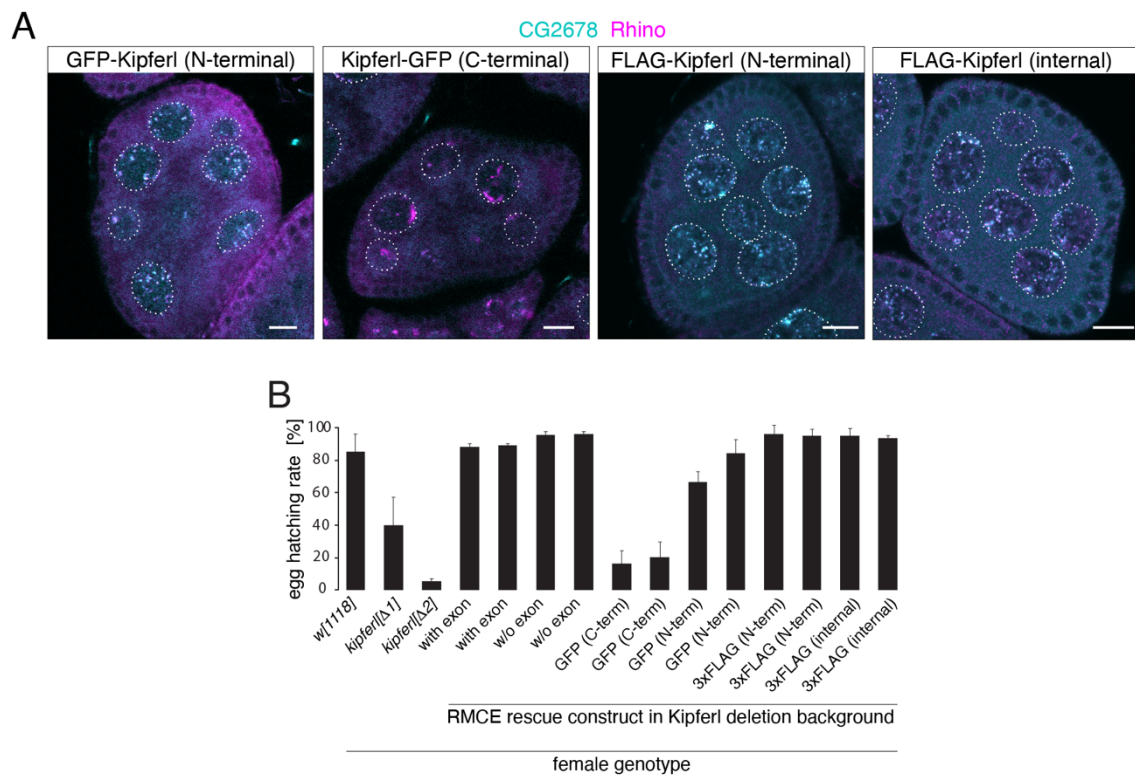 A
CG2678 Rhino
GFP-Kipferl (N-terminal)
Kipferl-GFP (C-terminal)
FLAG-Kipferl (N-terminal)
FLAG-Kipferl (internal)
B
egg hatching rate [%]
100
80
60
40
20
0
w[1118]
kipferl[Δ1]
kipferl[Δ2]
with exon
with exon
w/o exon
w/o exon
GFP (C-term)
GFP (C-term)
GFP (N-term)
GFP (N-term)
3xFLAG (N-term)
3xFLAG (N-term)
3xFLAG (internal)
3xFLAG (internal)
RMCE rescue construct in Kipferl deletion background
female genotype